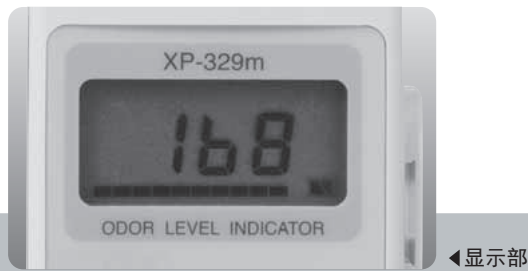 XP-329m
168
ODOR LEVEL INDICATOR
◀显示部